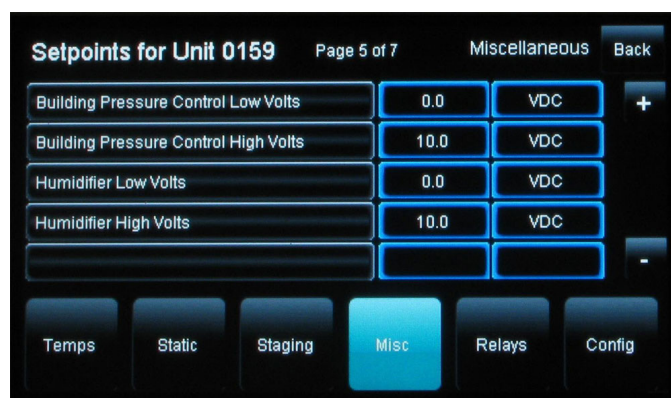 Setpoints for Unit 0159 Page 5 of 7 Miscellaneous Back
Building Pressure Control Low Volts 0.0 VDC +
Building Pressure Control High Volts 10.0 VDC
Humidifier Low Volts 0.0 VDC
Humidifier High Volts 10.0 VDC
-
Temps Static Staging Misc Relays Config